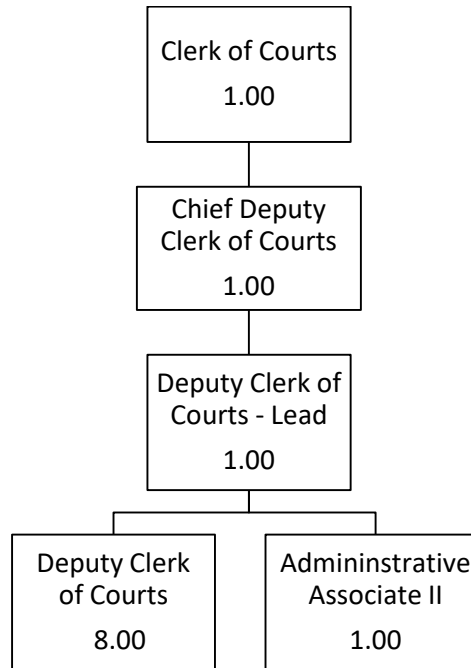 Clerk of Courts
1.00
Chief Deputy
Clerk of Courts
1.00
Deputy Clerk of
Courts - Lead
1.00
Deputy Clerk
of Courts
8.00
Admininstrative
Associate II
1.00